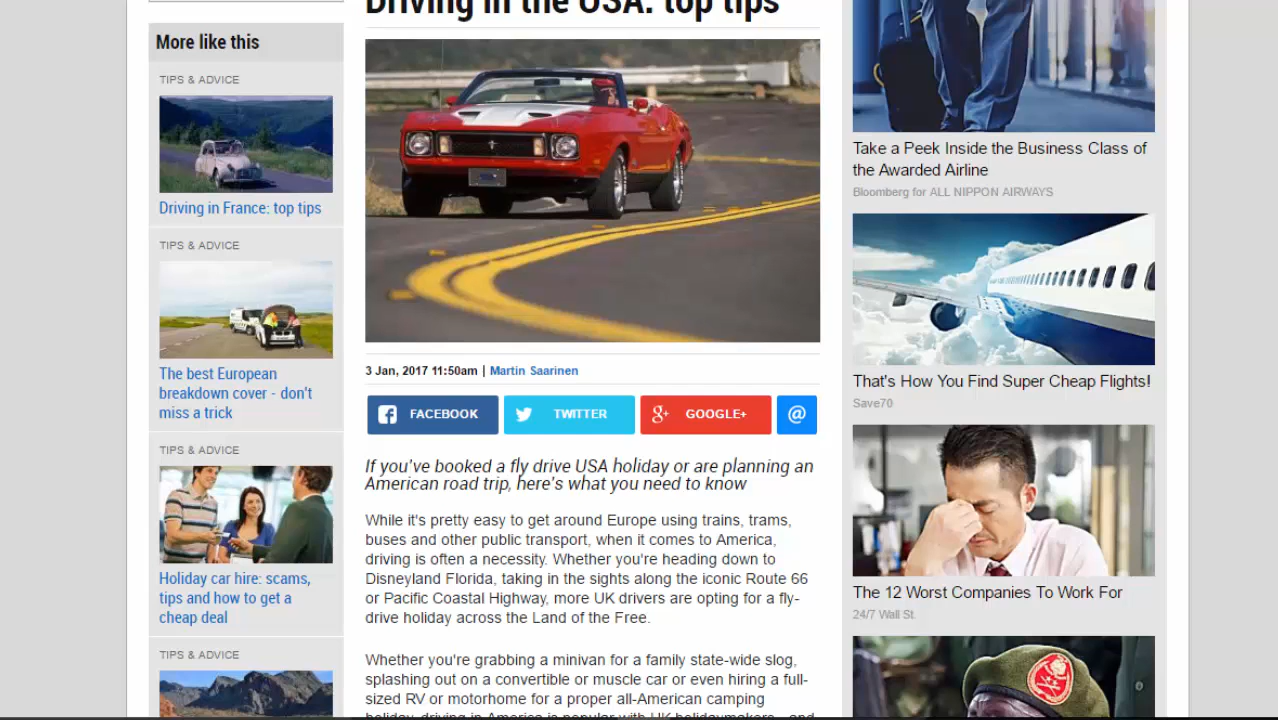 Driving in the USA: top tips
More like this
TIPS & ADVICE
Driving in France: top tips
TIPS & ADVICE
The best European
breakdown cover - don't
miss a trick
TIPS & ADVICE
Holiday car hire: scams,
tips and how to get a
cheap deal
TIPS & ADVICE
3 Jan, 2017 11:50am | Martin Saarinen
FACEBOOK
TWITTER
GOOGLE+
@
If you've booked a fly drive USA holiday or are planning an
American road trip, here's what you need to know
While it's pretty easy to get around Europe using trains, trams,
buses and other public transport, when it comes to America,
driving is often a necessity. Whether you're heading down to
Disneyland Florida, taking in the sights along the iconic Route 66
or Pacific Coastal Highway, more UK drivers are opting for a fly-
drive holiday across the Land of the Free.
Whether you're grabbing a minivan for a family state-wide slog,
splashing out on a convertible or muscle car or even hiring a full-
sized RV or motorhome for a proper all-American camping
holiday, driving in America is popular with UK holidaymakers - and
Take a Peek Inside the Business Class of
the Awarded Airline
Bloomberg for ALL NIPPON AIRWAYS
That's How You Find Super Cheap Flights!
Save70
The 12 Worst Companies To Work For
24/7 Wall St.